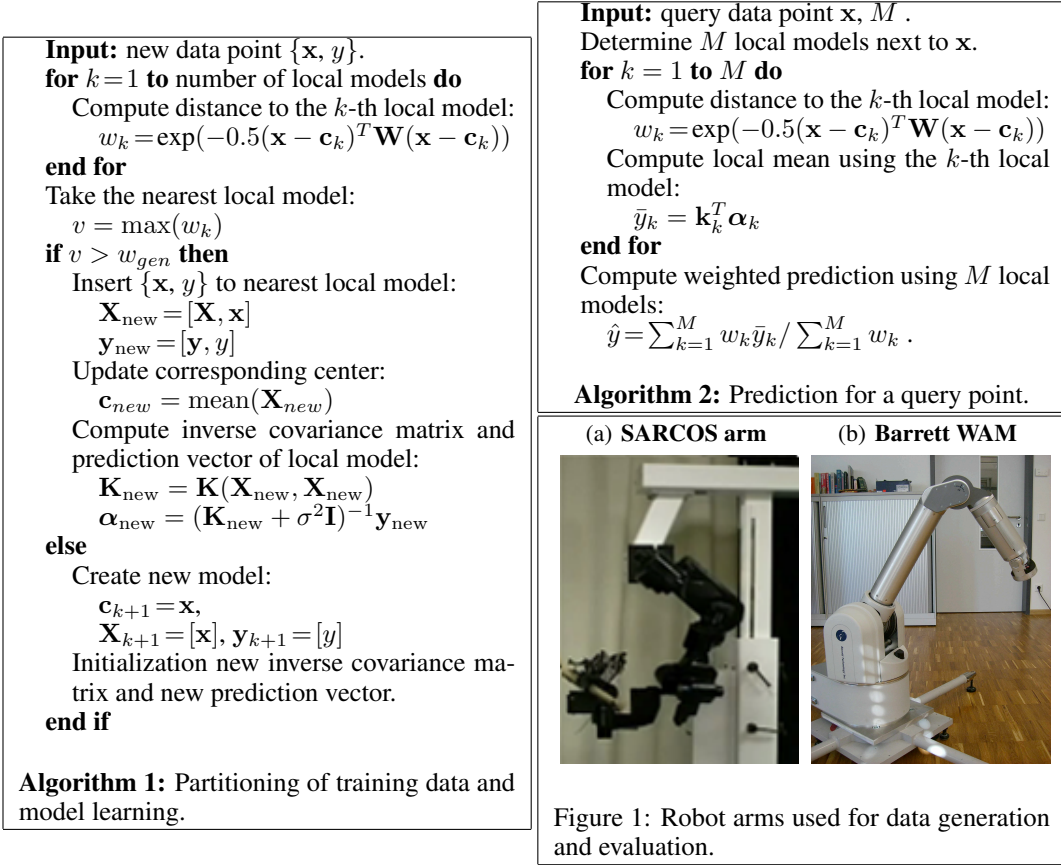 Input: new data point {x, y}.
for k=1 to number of local models do
Compute distance to the k-th local model:
w_k=exp(−0.5(x − c_k)^T W(x − c_k))
end for
Take the nearest local model:
v = max(w_k)
if v > w_gen then
Insert {x, y} to nearest local model:
X_new=[X, x]
y_new=[y, y]
Update corresponding center:
c_new = mean(X_new)
Compute inverse covariance matrix and
prediction vector of local model:
K_new = K(X_new, X_new)
α_new = (K_new + σ²I)^−1 y_new
else
Create new model:
c_k+1=x,
X_k+1=[x], y_k+1=[y]
Initialization new inverse covariance ma-
trix and new prediction vector.
end if
Algorithm 1: Partitioning of training data and
model learning.
Input: query data point x, M .
Determine M local models next to x.
for k = 1 to M do
Compute distance to the k-th local model:
w_k=exp(−0.5(x − c_k)^T W(x − c_k))
Compute local mean using the k-th local
model:
ȳ_k = k_k^T α_k
end for
Compute weighted prediction using M local
models:
ŷ=∑_{k=1}^M w_k ȳ_k / ∑_{k=1}^M w_k .
Algorithm 2: Prediction for a query point.
(a) SARCOS arm (b) Barrett WAM
Figure 1: Robot arms used for data generation
and evaluation.